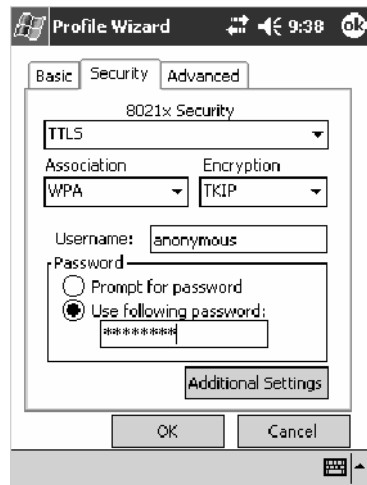 Profile Wizard 9:38 ok
Basic Security Advanced
8021x Security
TTLS
Association Encryption
WPA TKIP
Username: anonymous
Password
Prompt for password
Use following password:
********
Additional Settings
OK Cancel